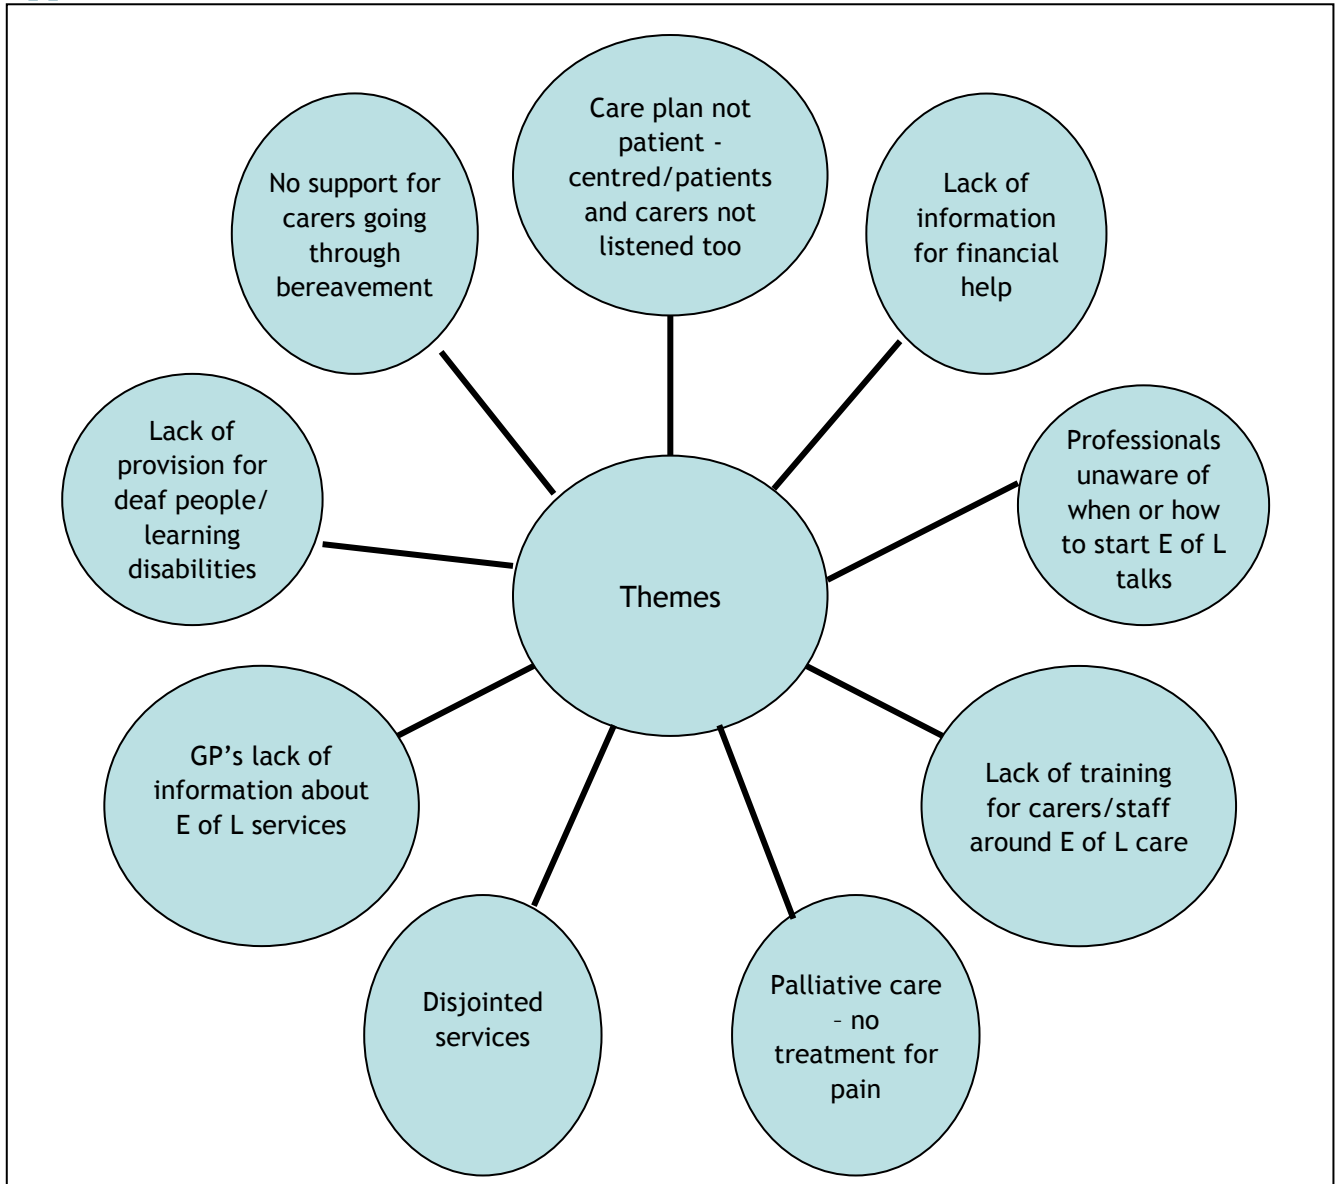 Care plan not
patient -
centred/patients
and carers not
listened too
No support for
carers going
through
bereavement
Lack of
information
for financial
help
Lack of
provision for
deaf people/
learning
disabilities
Professionals
unaware of
when or how
to start E of L
talks
Themes
GP’s lack of
information about
E of L services
Lack of training
for carers/staff
around E of L care
Disjointed
services
Palliative care
– no
treatment for
pain